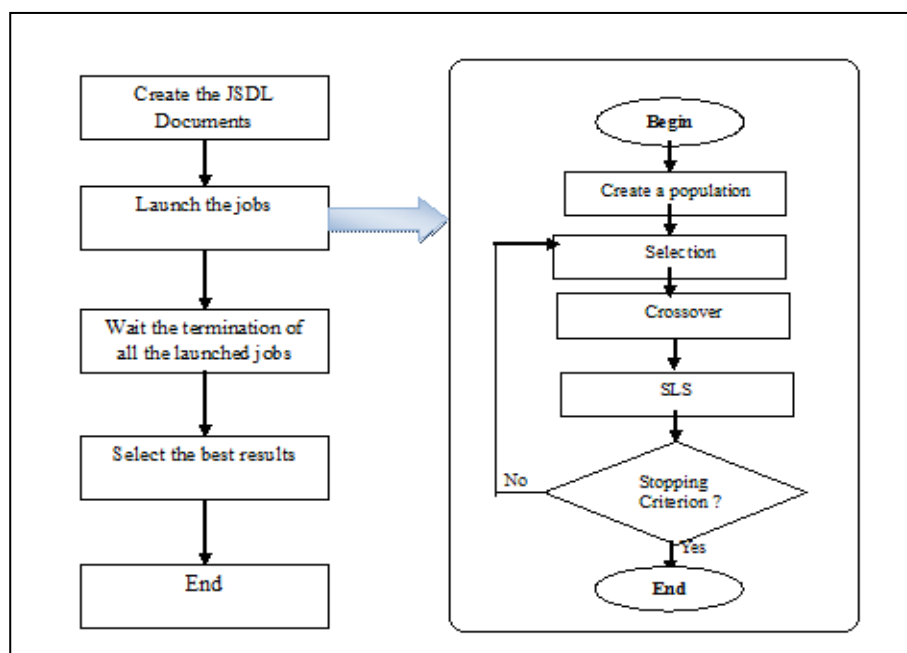 Create the JSDL
Documents
Launch the jobs
Wait the termination of
all the launched jobs
Select the best results
End
Begin
Create a population
Selection
Crossover
SLS
Stopping
Criterion ?
No
Yes
End